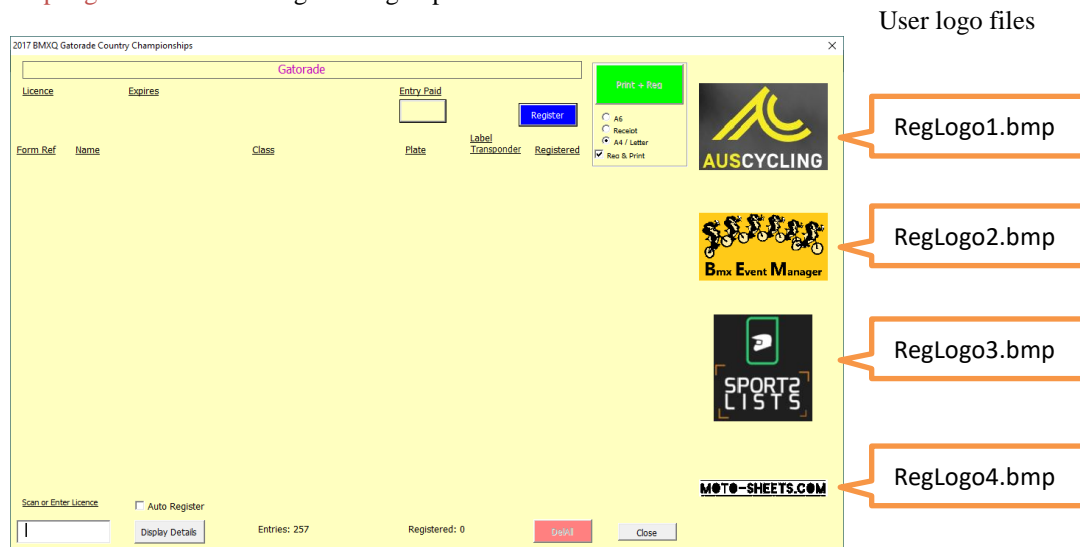 User logo files
2017 BMXQ Gatorade Country Championships
Gatorade
Licence Expires Entry Paid
Print + Reg
Register
A6
Receipt
A4 / Letter
Reg & Print
Form Ref Name Class Plate Label Transponder Registered
AUSCYCLING
RegLogo1.bmp
Bmx Event Manager
RegLogo2.bmp
SPORTS
LISTS
RegLogo3.bmp
MOTO-SHEETS.COM
RegLogo4.bmp
Scan or Enter Licence
Auto Register
Display Details
Entries: 257
Registered: 0
DelAll
Close